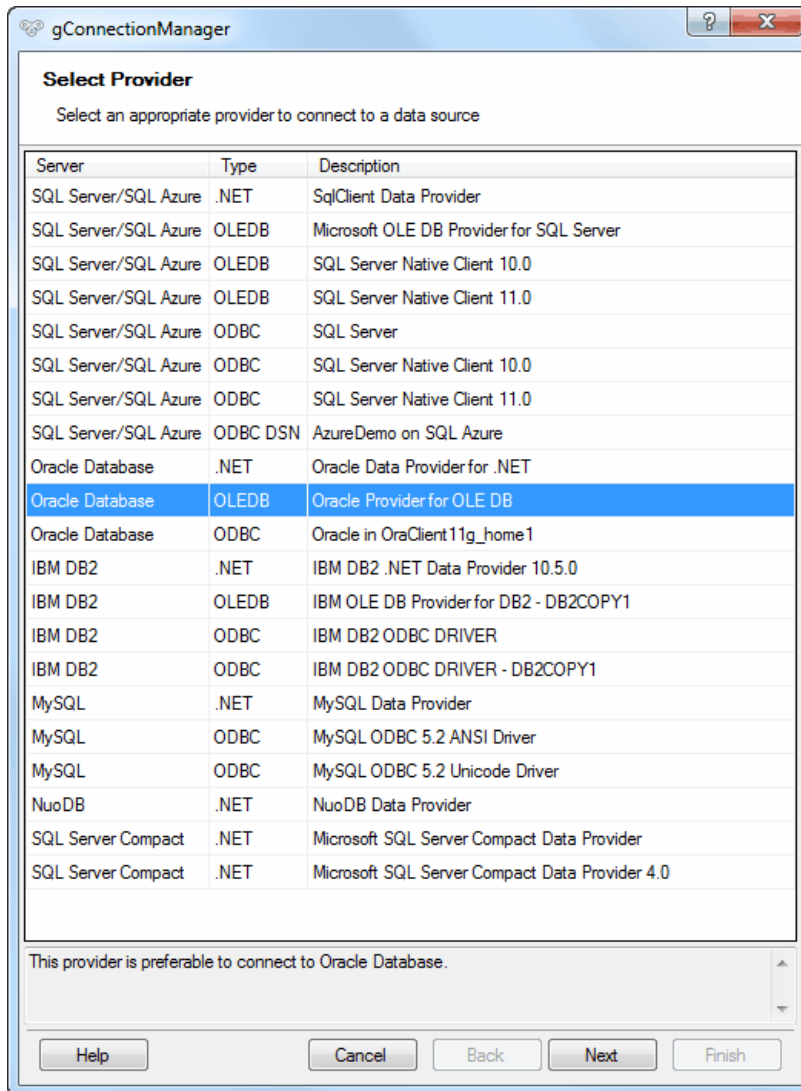 gConnectionManager
Select Provider
Select an appropriate provider to connect to a data source
Server Type Description
SQL Server/SQL Azure .NET SqlClient Data Provider
SQL Server/SQL Azure OLEDB Microsoft OLE DB Provider for SQL Server
SQL Server/SQL Azure OLEDB SQL Server Native Client 10.0
SQL Server/SQL Azure OLEDB SQL Server Native Client 11.0
SQL Server/SQL Azure ODBC SQL Server
SQL Server/SQL Azure ODBC SQL Server Native Client 10.0
SQL Server/SQL Azure ODBC SQL Server Native Client 11.0
SQL Server/SQL Azure ODBC DSN AzureDemo on SQL Azure
Oracle Database .NET Oracle Data Provider for .NET
Oracle Database OLEDB Oracle Provider for OLE DB
Oracle Database ODBC Oracle in OraClient11g_home1
IBM DB2 .NET IBM DB2 .NET Data Provider 10.5.0
IBM DB2 OLEDB IBM OLE DB Provider for DB2 - DB2COPY1
IBM DB2 ODBC IBM DB2 ODBC DRIVER
IBM DB2 ODBC IBM DB2 ODBC DRIVER - DB2COPY1
MySQL .NET MySQL Data Provider
MySQL ODBC MySQL ODBC 5.2 ANSI Driver
MySQL ODBC MySQL ODBC 5.2 Unicode Driver
NuoDB .NET NuoDB Data Provider
SQL Server Compact .NET Microsoft SQL Server Compact Data Provider
SQL Server Compact .NET Microsoft SQL Server Compact Data Provider 4.0
This provider is preferable to connect to Oracle Database.
Help Cancel Back Next Finish